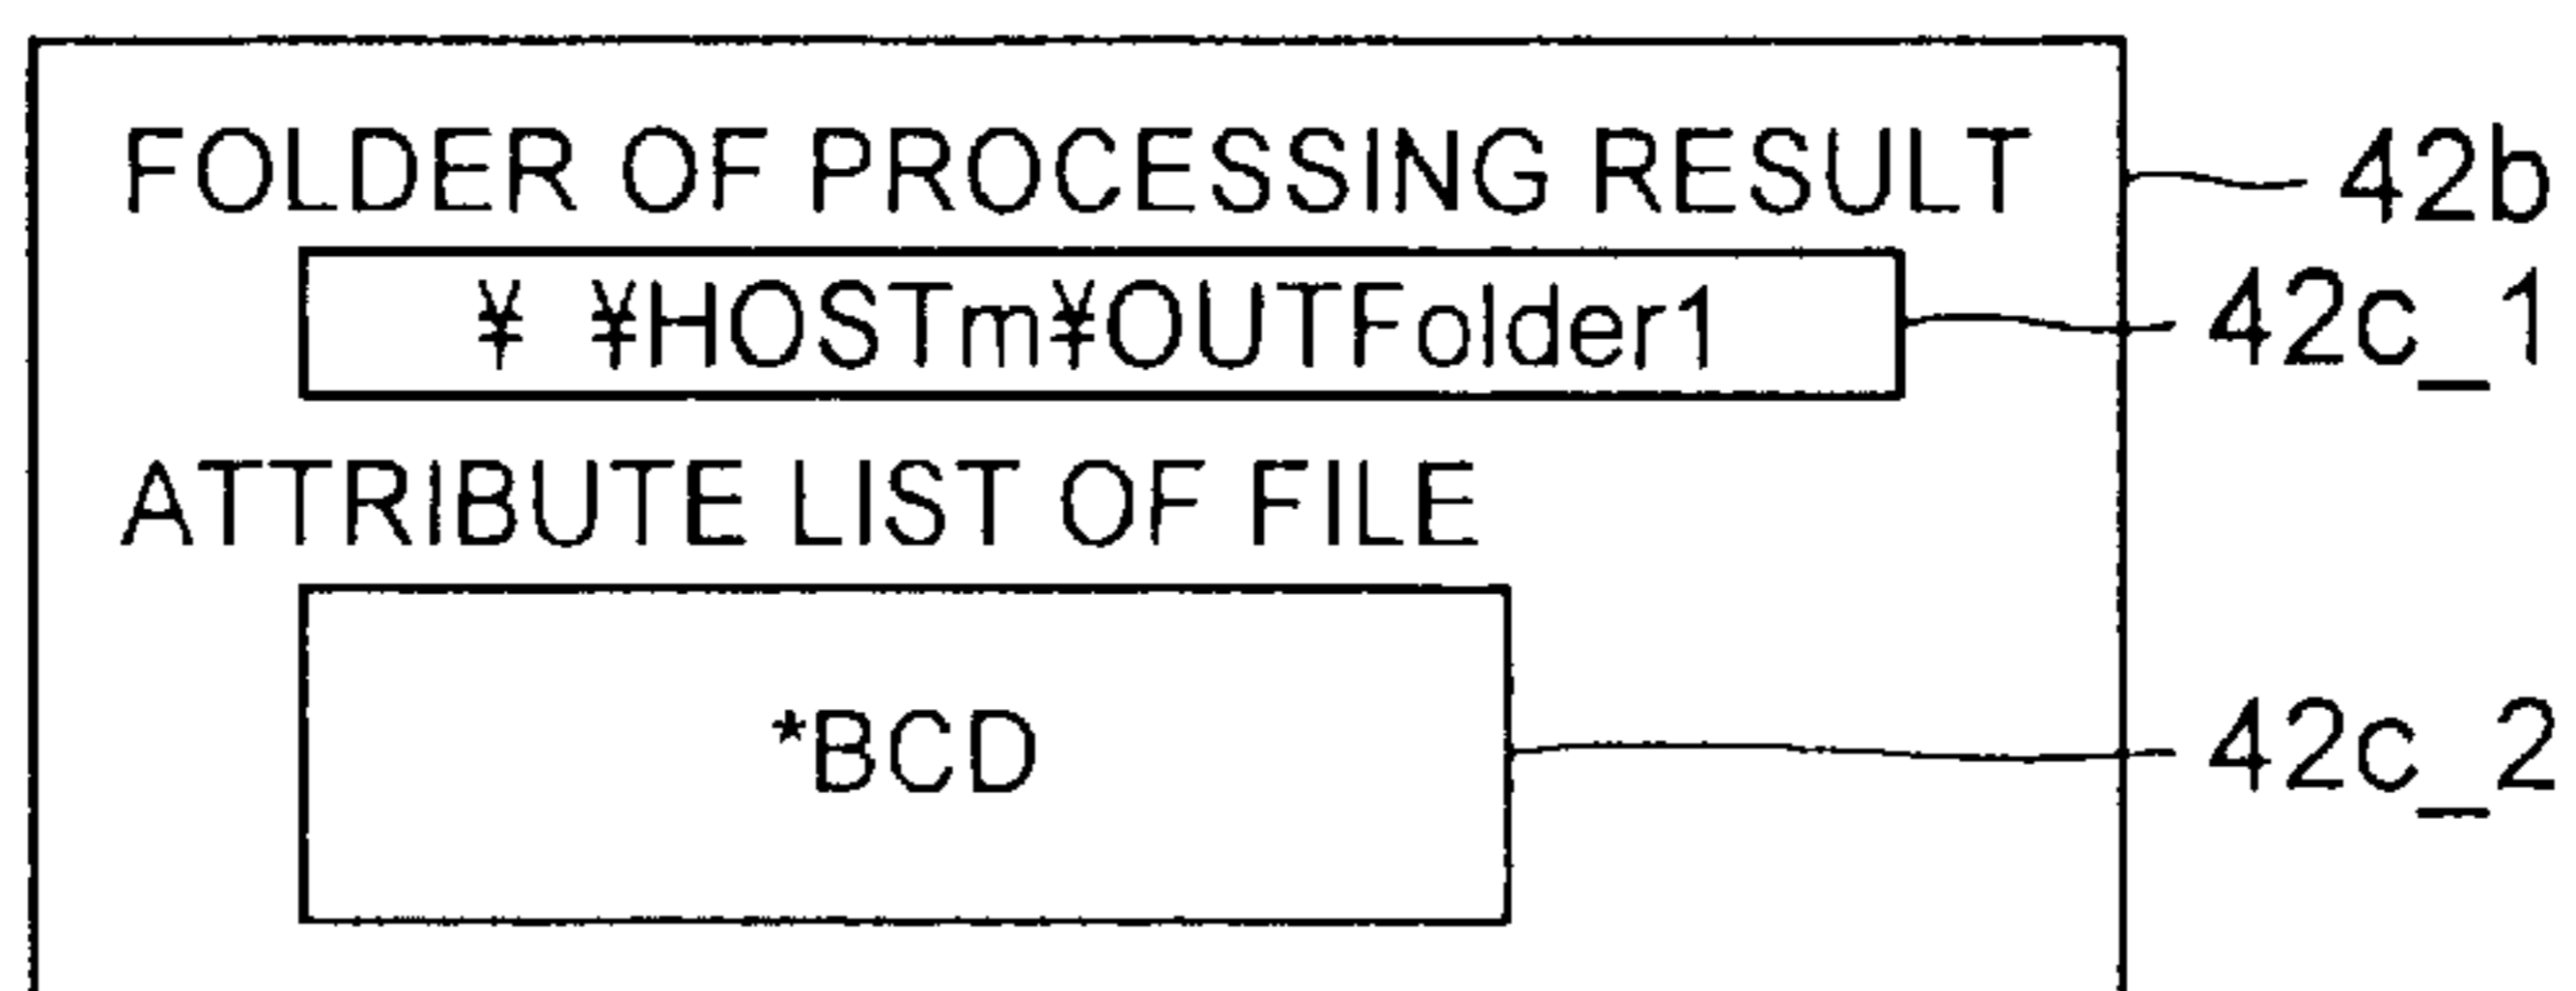 FOLDER OF PROCESSING RESULT 42b
¥ ¥HOSTm¥OUTFolder1 42c_1
ATTRIBUTE LIST OF FILE
*BCD 42c_2